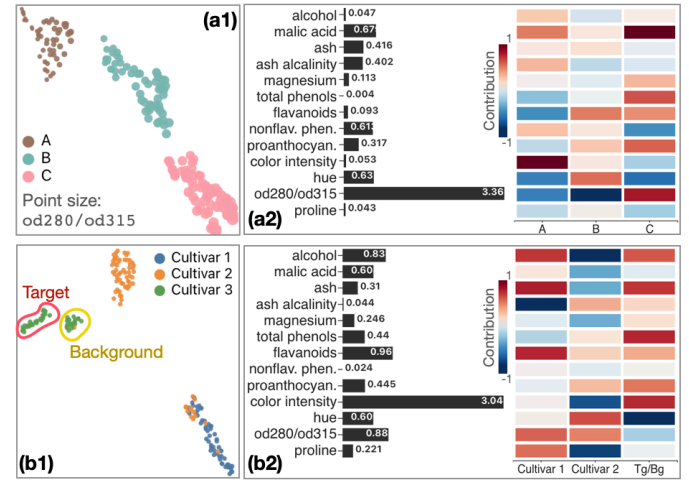 (a1)
A
B
C
Point size:
od280/od315
(a2)
alcohol 0.047
malic acid 0.67
ash 0.416
ash alcalinity 0.402
magnesium 0.113
total phenols 0.004
flavanoids 0.093
nonflav. phen. 0.61
proanthocyan. 0.317
color intensity 0.053
hue 0.63
od280/od315 3.36
proline 0.043
1
Contribution
-1
A B C
(b1)
Cultivar 1
Cultivar 2
Cultivar 3
Target
Background
(b2)
alcohol 0.83
malic acid 0.60
ash 0.31
ash alcalinity 0.044
magnesium 0.246
total phenols 0.44
flavanoids 0.96
nonflav. phen. 0.024
proanthocyan. 0.445
color intensity 3.04
hue 0.60
od280/od315 0.88
proline 0.221
1
Contribution
-1
Cultivar 1 Cultivar 2 Tg/Bg